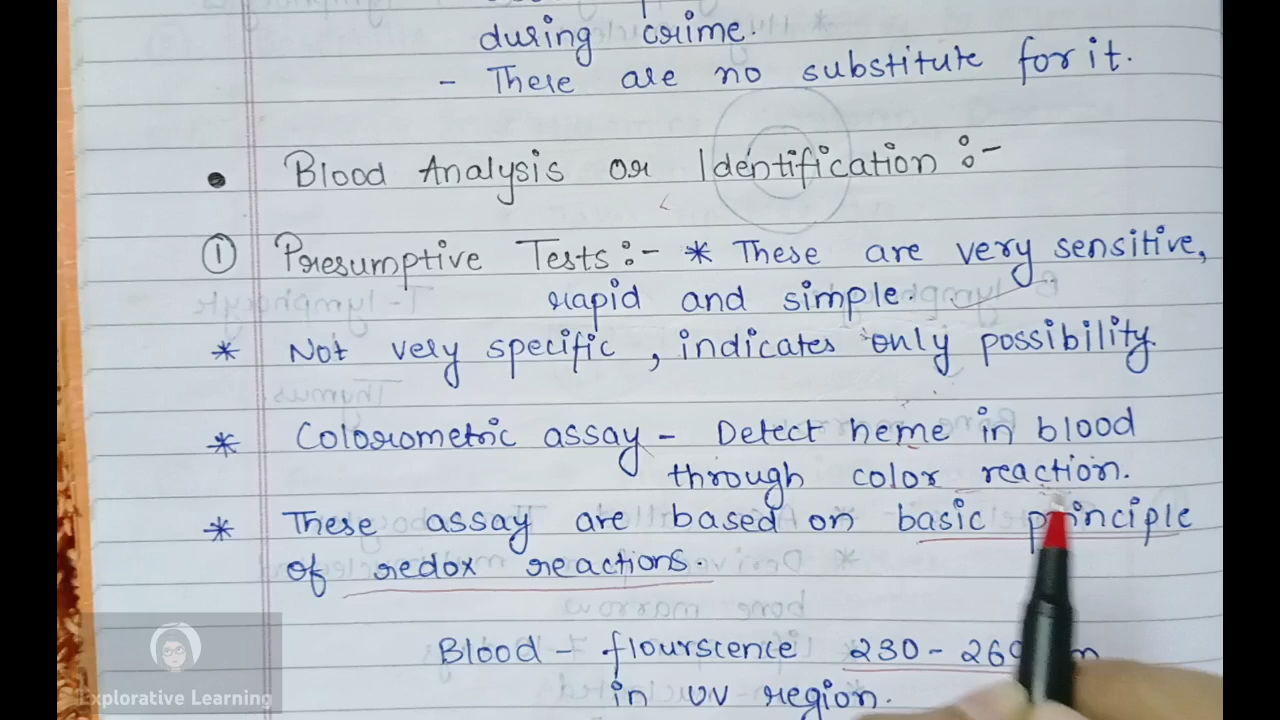 during crime.
- There are no substitute for it.
• Blood Analysis or Identification :-
① Presumptive Tests :- * These are very sensitive,
rapid and simple.
* Not very specific, indicates only possibility.
* Colorometric assay - Detect heme in blood
through color reaction.
* These assay are based on basic principle
of redox reactions.
Blood - flourscence 230 - 260
in UV region.
Explorative Learning